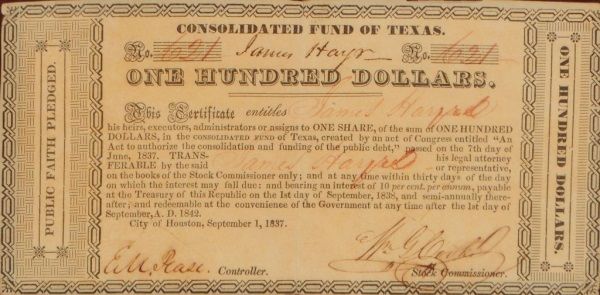 CONSOLIDATED FUND OF TEXAS.
No. 621 James Hayr No. 621
ONE HUNDRED DOLLARS.
This Certificate entitles James
his heirs, executors, administrators or assigns to ONE SHARE, of the sum of ONE HUNDRED
DOLLARS, in the CONSOLIDATED FUND of Texas, created by an act of Congress entitled "An
Act to authorize the consolidation and funding of the public debt," passed on the 7th day of
June, 1837. TRANS-
FERABLE by the said James his legal attorney or representative,
on the books of the Stock Commissioner only; and at any time within thirty days of the day
on which the interest may fall due: and bearing an interest of 10 per cent. per annum, payable
at the Treasury of this Republic on the 1st day of September, 1838, and semi-annually there-
after; and redeemable at the convenience of the Government at any time after the 1st day of
September, A. D. 1842.
City of Houston, September 1, 1837.
E.M. Pease. Controller.
Stock Commissioner.
PUBLIC FAITH PLEDGED.
ONE HUNDRED DOLLARS.